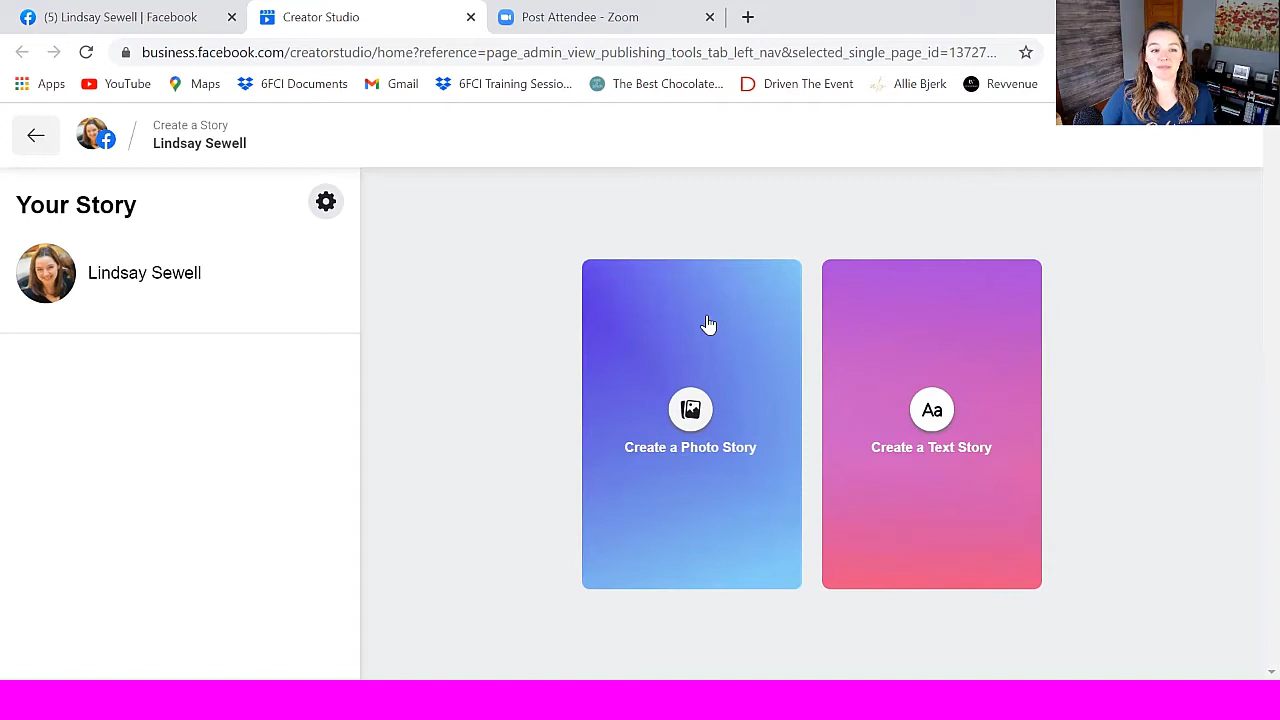 (5) Lindsay Sewell | Facebook
Creator Studio
Post Attendee - Zoom
business.facebook.com/creatorstudio/home?reference=page_admin_view_publishing_tools_tab_left_nav&selected_single_page_id=13727...
Apps
YouTube
Maps
6FCI Documents
Gmail
6FCI Training Sessio...
The Best Chocolate...
Driven The Event
Allie Bjerk
Revvenue
Create a Story
Lindsay Sewell
Your Story
Lindsay Sewell
Aa
Create a Photo Story
Create a Text Story